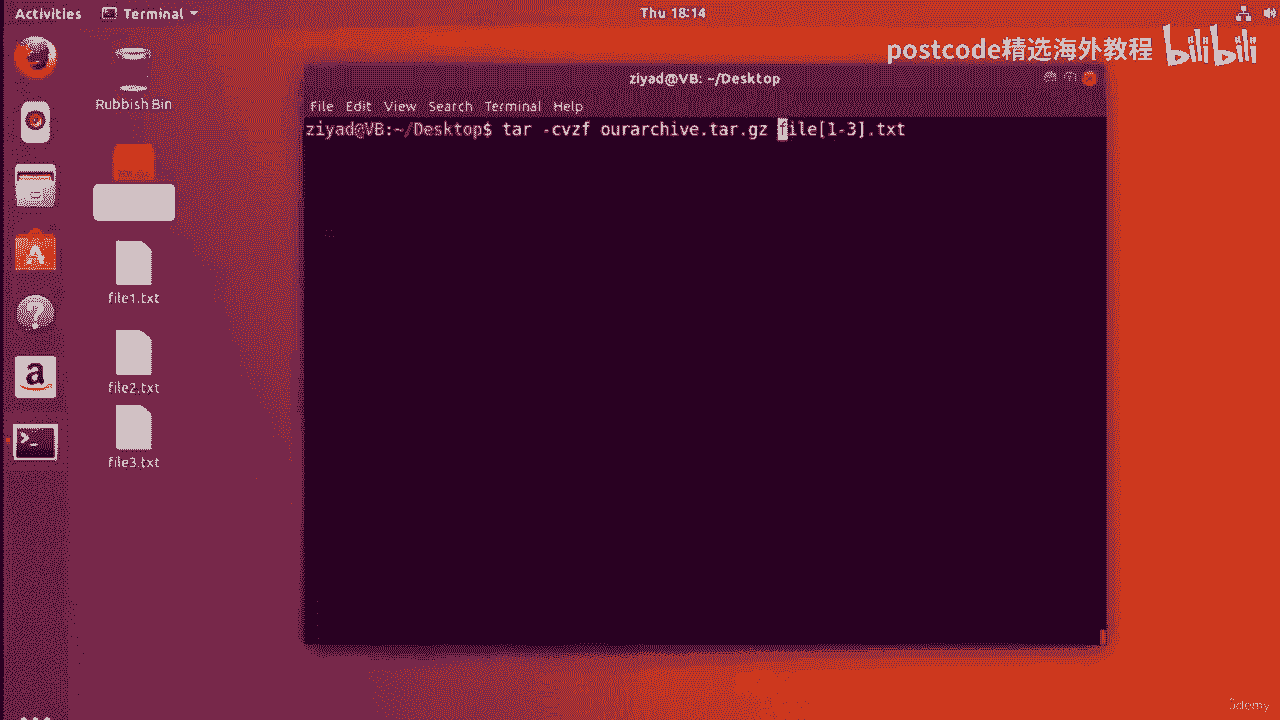 Activities
Terminal
Thu 18:14
postcode精选海外教程 bilibili
Rubbish Bin
ziyad@VB: ~/Desktop
File Edit View Search Terminal Help
ziyad@VB:~/Desktop$ tar -cvzf ourarchive.tar.gz file[1-3].txt
file1.txt
file2.txt
file3.txt
ûdemy